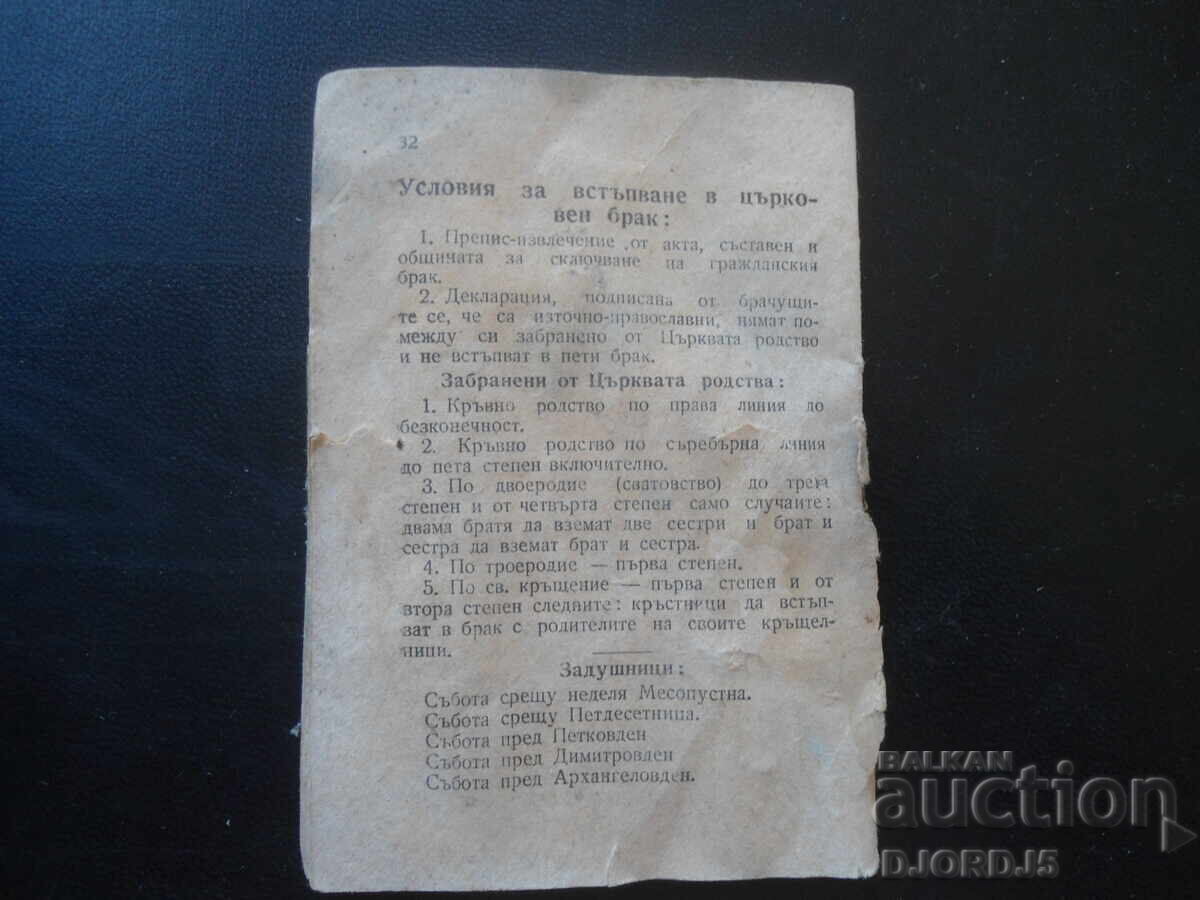 32
Условия за встъпване в църко-
вен брак:
1. Препис-извлечение от акта, съставен в
общината за сключване на гражданския
брак.
2. Декларация, подписана от брачущи-
те се, че са източно-православни, нямат по-
между си забранено от Църквата родство
и не встъпват в пети брак.
Забранени от Църквата родства:
1. Кръвно родство по права линия до
безконечност.
2. Кръвно родство по съребърна линия
до пета степен включително.
3. По двоеродие (сватовство) до трета
степен и от четвърта степен само случаите:
двама братя да вземат две сестри и брат и
сестра да вземат брат и сестра.
4. По троеродие — първа степен.
5. По св. кръщение — първа степен и от
втора степен следните: кръстници да встъп-
ват в брак с родителите на своите кръщел-
ници.
Задушници:
Събота срещу неделя Месопустна.
Събота срещу Петдесетница.
Събота пред Петковден
Събота пред Димитровден
Събота пред Архангеловден.
BALKAN
auction
DJORDJ5